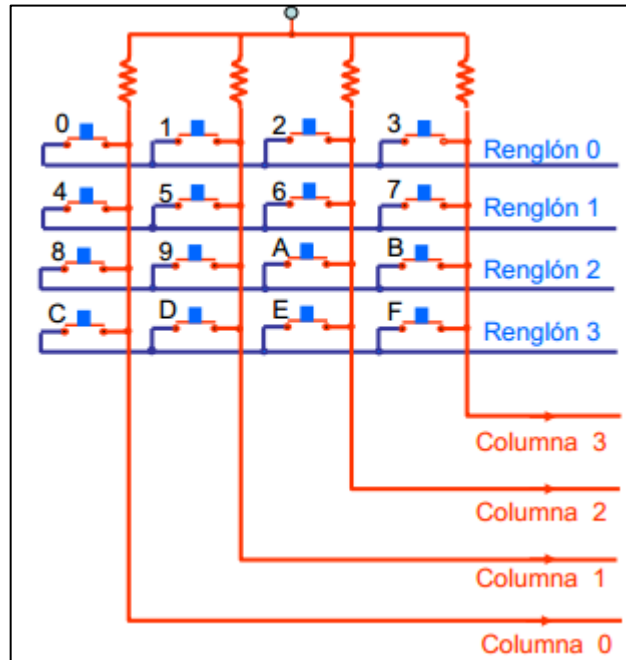 0 1 2 3
Renglón 0
4 5 6 7
Renglón 1
8 9 A B
Renglón 2
C D E F
Renglón 3
Columna 3
Columna 2
Columna 1
Columna 0